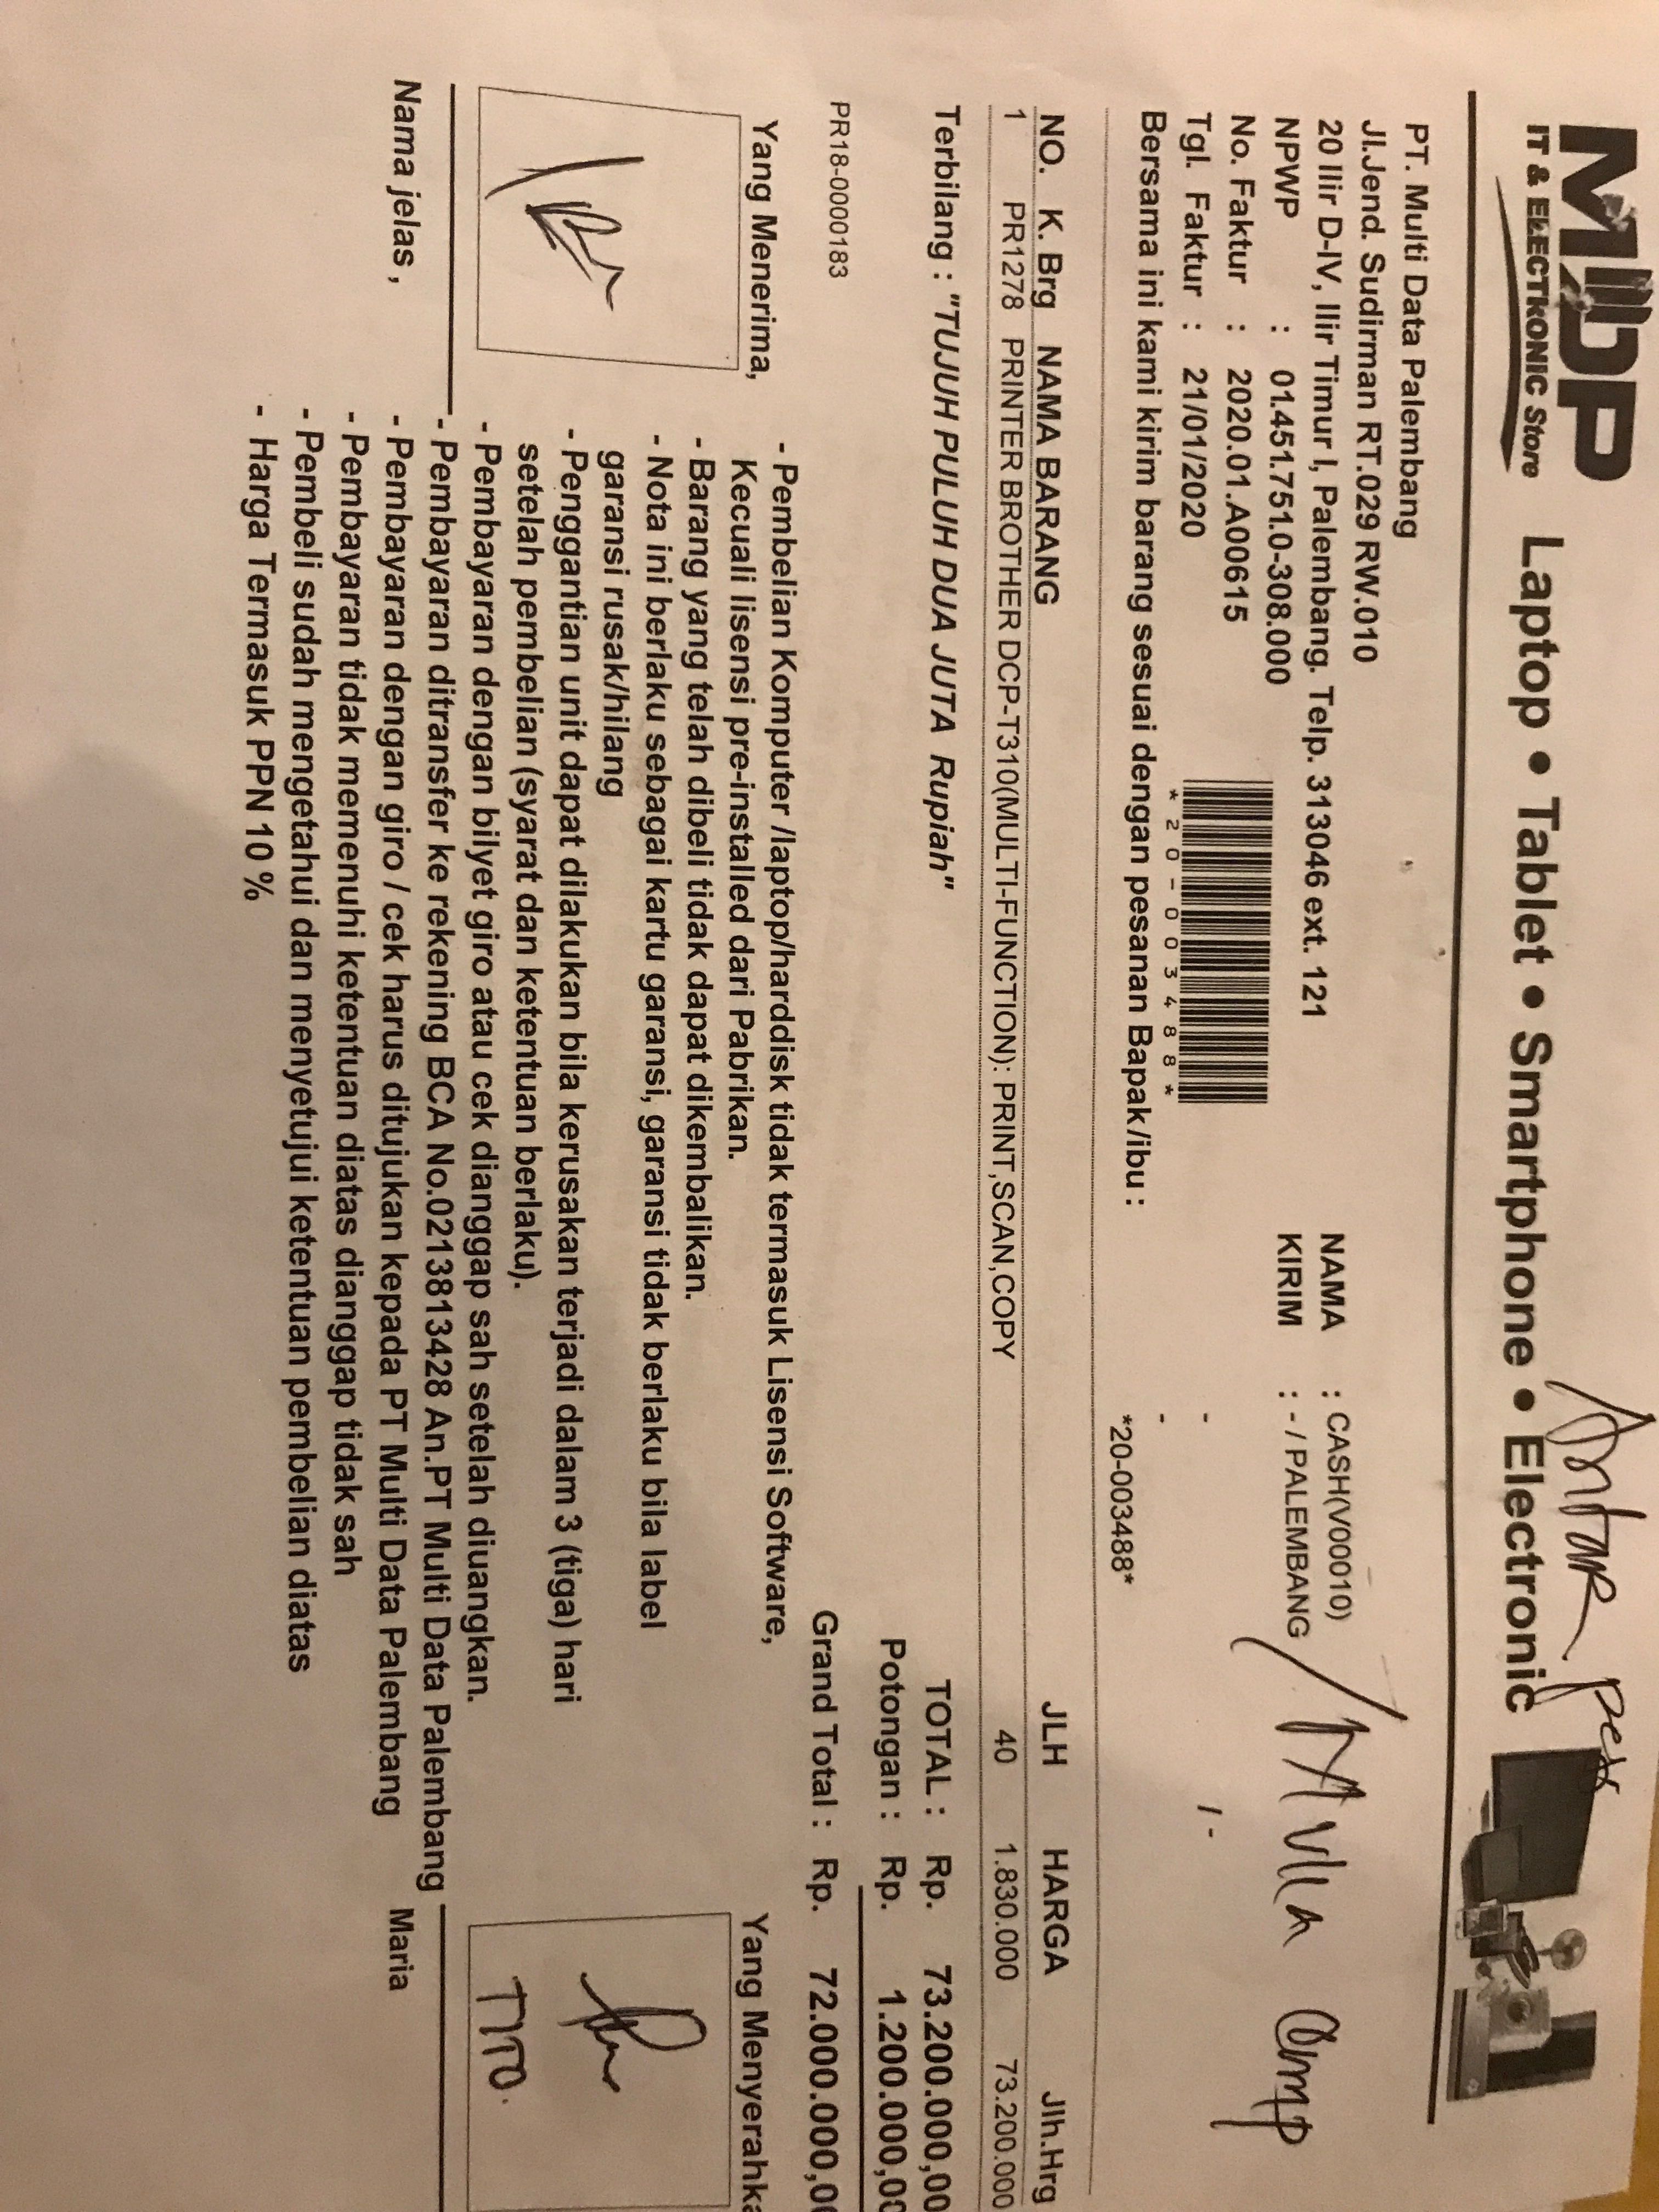 Antar
MDP
IT & ELECTRONIC Store
Laptop • Tablet • Smartphone • Electronic
PT. Multi Data Palembang
Jl.Jend. Sudirman RT.029 RW.010
20 Ilir D-IV, Ilir Timur I, Palembang. Telp. 313046 ext. 121
NPWP : 01.451.751.0-308.000
No. Faktur : 2020.01.A00615
Tgl. Faktur : 21/01/2020
*20-003488*
NAMA : CASH(V00010)
KIRIM : - / PALEMBANG
/ Aulia Comp
-
- / -
*20-003488*
Bersama ini kami kirim barang sesuai dengan pesanan Bapak/ibu :
NO. K. Brg NAMA BARANG JLH HARGA Jlh.Hrg
1 PR1278 PRINTER BROTHER DCP-T310(MULTI-FUNCTION): PRINT,SCAN,COPY 40 1.830.000 73.200.000
Terbilang : "TUJUH PULUH DUA JUTA Rupiah"
TOTAL : Rp. 73.200.000,00
Potongan : Rp. 1.200.000,00
PR18-0000183
Grand Total : Rp. 72.000.000,00
Yang Menerima,
Nama jelas ,
- Pembelian Komputer /laptop/harddisk tidak termasuk Lisensi Software,
Kecuali lisensi pre-installed dari Pabrikan.
- Barang yang telah dibeli tidak dapat dikembalikan.
- Nota ini berlaku sebagai kartu garansi, garansi tidak berlaku bila label
garansi rusak/hilang
- Penggantian unit dapat dilakukan bila kerusakan terjadi dalam 3 (tiga) hari
setelah pembelian (syarat dan ketentuan berlaku).
- Pembayaran dengan bilyet giro atau cek dianggap sah setelah diuangkan.
- Pembayaran ditransfer ke rekening BCA No.0213813428 An.PT Multi Data Palembang
- Pembayaran dengan giro / cek harus ditujukan kepada PT Multi Data Palembang
- Pembayaran tidak memenuhi ketentuan diatas dianggap tidak sah
- Pembeli sudah mengetahui dan menyetujui ketentuan pembelian diatas
- Harga Termasuk PPN 10 %
Yang Menyerahka
TITO.
Maria